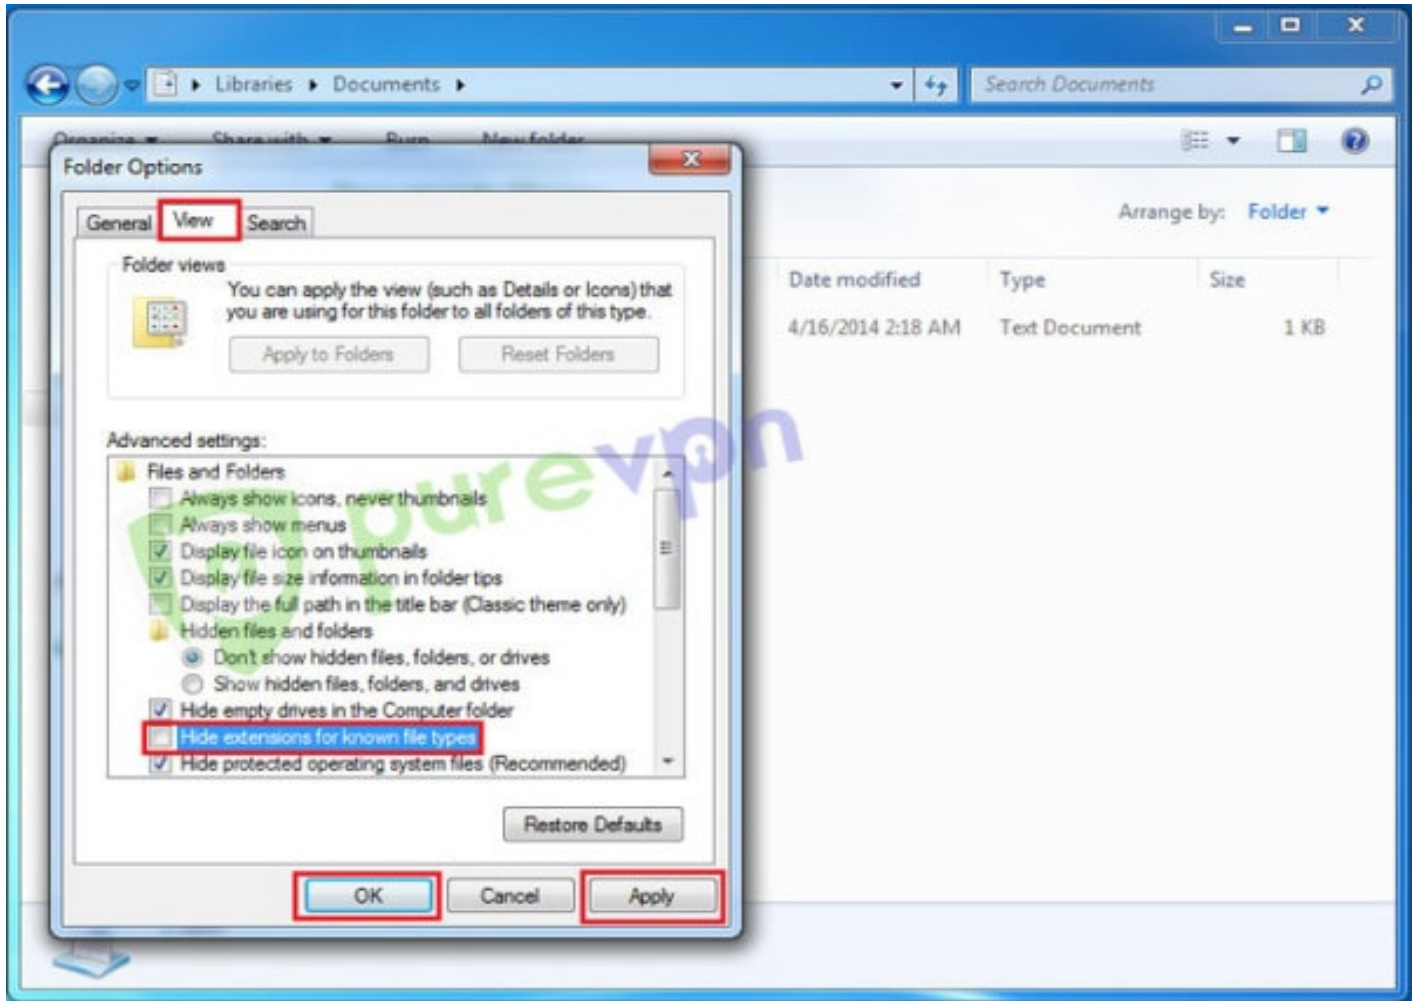 Libraries
Documents
Search Documents
Organize
Share with
Burn
New folder
Folder Options
General
View
Search
Arrange by: Folder
Folder views
You can apply the view (such as Details or Icons) that
you are using for this folder to all folders of this type.
Apply to Folders
Reset Folders
Date modified
Type
Size
4/16/2014 2:18 AM
Text Document
1 KB
Advanced settings:
Files and Folders
Always show icons, never thumbnails
Always show menus
Display file icon on thumbnails
Display file size information in folder tips
Display the full path in the title bar (Classic theme only)
Hidden files and folders
Don't show hidden files, folders, or drives
Show hidden files, folders, and drives
Hide empty drives in the Computer folder
Hide extensions for known file types
Hide protected operating system files (Recommended)
purevpn
Restore Defaults
OK
Cancel
Apply